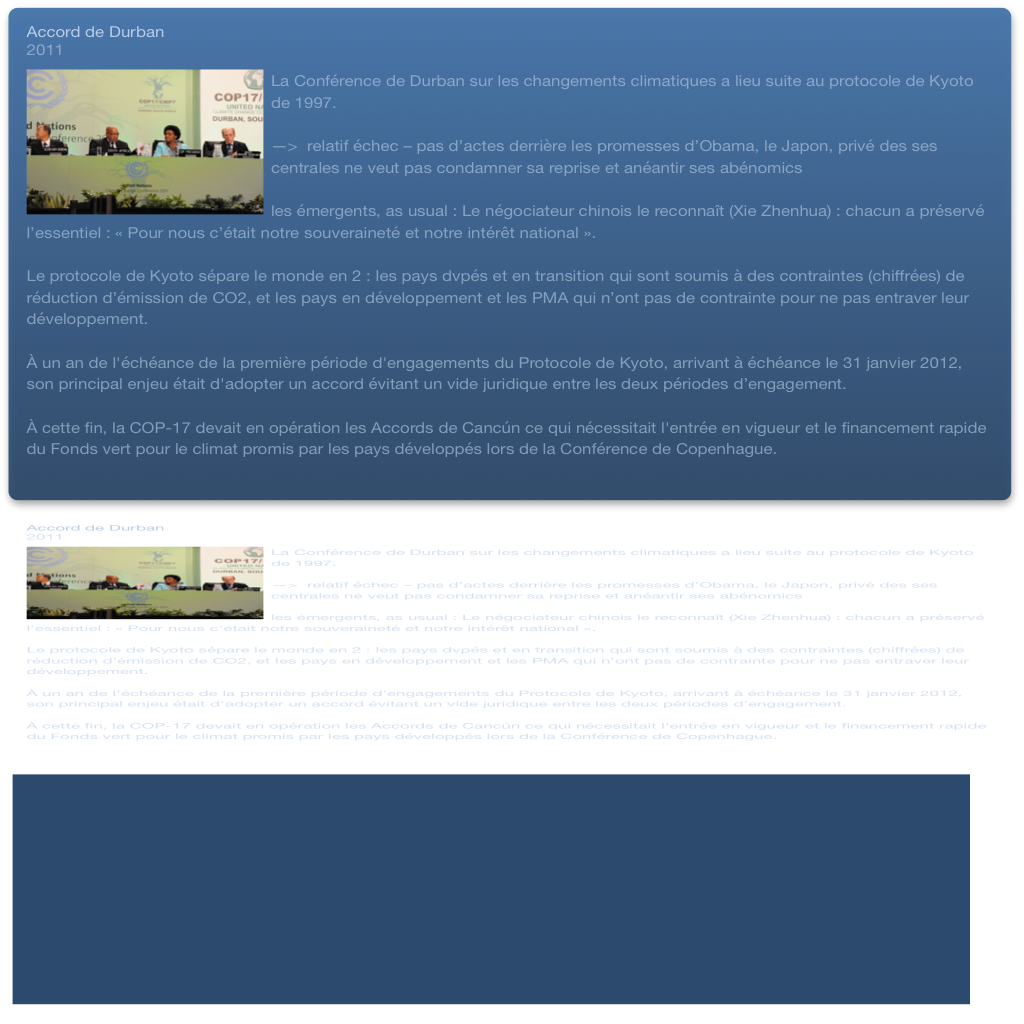 Accord de Durban
2011
COP17/CMP7
COP17/
UNITED NA
DURBAN, SOU
La Conférence de Durban sur les changements climatiques a lieu suite au protocole de Kyoto
de 1997.
—> relatif échec – pas d’actes derrière les promesses d’Obama, le Japon, privé des ses
centrales ne veut pas condamner sa reprise et anéantir ses abénomics
les émergents, as usual : Le négociateur chinois le reconnaît (Xie Zhenhua) : chacun a préservé
l’essentiel : « Pour nous c’était notre souveraineté et notre intérêt national ».
Le protocole de Kyoto sépare le monde en 2 : les pays dvpés et en transition qui sont soumis à des contraintes (chiffrées) de
réduction d’émission de CO2, et les pays en développement et les PMA qui n’ont pas de contrainte pour ne pas entraver leur
développement.
À un an de l'échéance de la première période d'engagements du Protocole de Kyoto, arrivant à échéance le 31 janvier 2012,
son principal enjeu était d'adopter un accord évitant un vide juridique entre les deux périodes d’engagement.
À cette fin, la COP-17 devait en opération les Accords de Cancún ce qui nécessitait l'entrée en vigueur et le financement rapide
du Fonds vert pour le climat promis par les pays développés lors de la Conférence de Copenhague.
Accord de Durban
2011
COP17/
La Conférence de Durban sur les changements climatiques a lieu suite au protocole de Kyoto
de 1997.
—> relatif échec – pas d’actes derrière les promesses d’Obama, le Japon, privé des ses
centrales ne veut pas condamner sa reprise et anéantir ses abénomics
les émergents, as usual : Le négociateur chinois le reconnaît (Xie Zhenhua) : chacun a préservé
l’essentiel : « Pour nous c’était notre souveraineté et notre intérêt national ».
Le protocole de Kyoto sépare le monde en 2 : les pays dvpés et en transition qui sont soumis à des contraintes (chiffrées) de
réduction d’émission de CO2, et les pays en développement et les PMA qui n’ont pas de contrainte pour ne pas entraver leur
développement.
À un an de l'échéance de la première période d'engagements du Protocole de Kyoto, arrivant à échéance le 31 janvier 2012,
son principal enjeu était d'adopter un accord évitant un vide juridique entre les deux périodes d’engagement.
À cette fin, la COP-17 devait en opération les Accords de Cancún ce qui nécessitait l'entrée en vigueur et le financement rapide
du Fonds vert pour le climat promis par les pays développés lors de la Conférence de Copenhague.